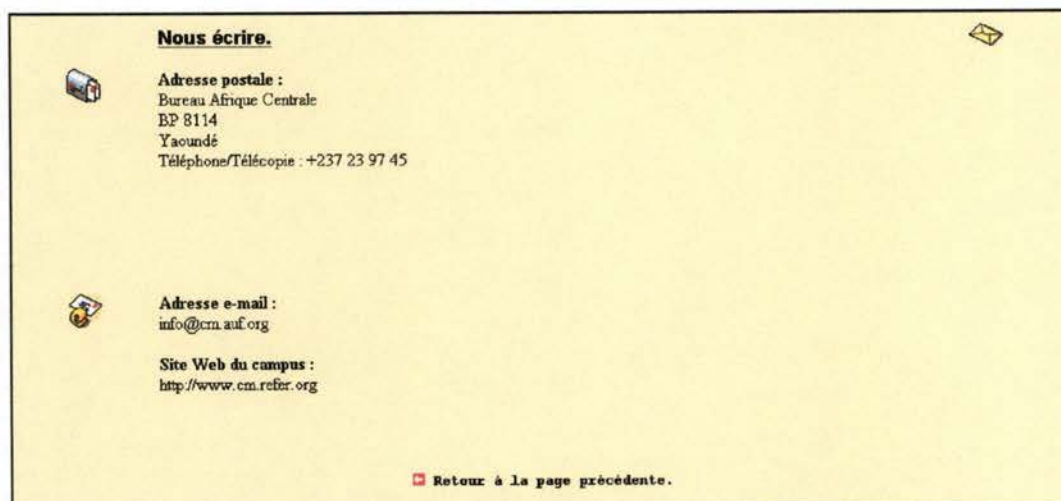 Nous écrire.
Adresse postale :
Bureau Afrique Centrale
BP 8114
Yaoundé
Téléphone/Télécopie : +237 23 97 45
Adresse e-mail :
info@cm.auf.org
Site Web du campus :
http://www.cm.refer.org
Retour à la page précédente.